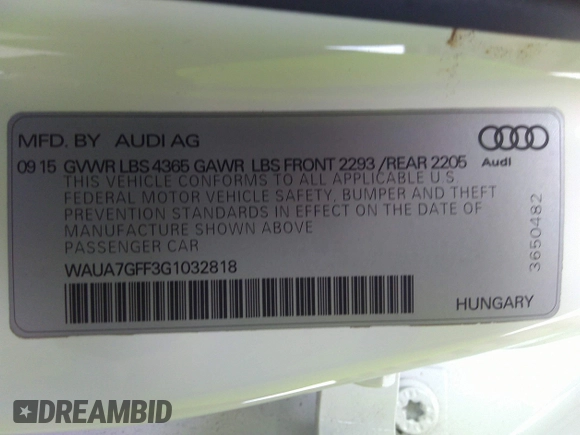 MFD. BY AUDI AG
09 15 GVWR LBS 4365 GAWR LBS FRONT 2293 /REAR 2205
Audi
THIS VEHICLE CONFORMS TO ALL APPLICABLE U.S
FEDERAL MOTOR VEHICLE SAFETY, BUMPER AND THEFT
PREVENTION STANDARDS IN EFFECT ON THE DATE OF
MANUFACTURE SHOWN ABOVE
PASSENGER CAR
WAUA7GFF3G1032818
3650482
HUNGARY
DREAMBID